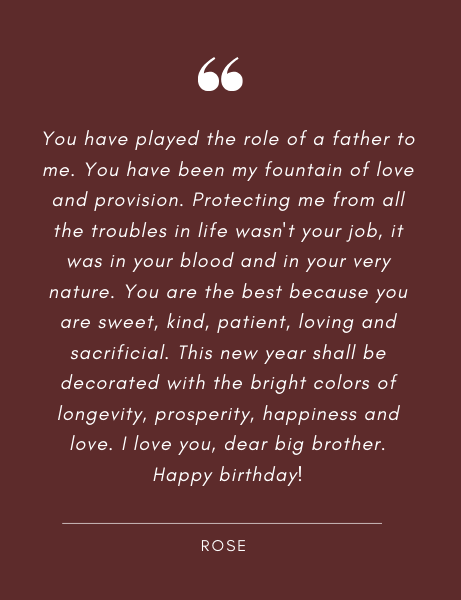 ❝
You have played the role of a father to
me. You have been my fountain of love
and provision. Protecting me from all
the troubles in life wasn't your job, it
was in your blood and in your very
nature. You are the best because you
are sweet, kind, patient, loving and
sacrificial. This new year shall be
decorated with the bright colors of
longevity, prosperity, happiness and
love. I love you, dear big brother.
Happy birthday!
ROSE